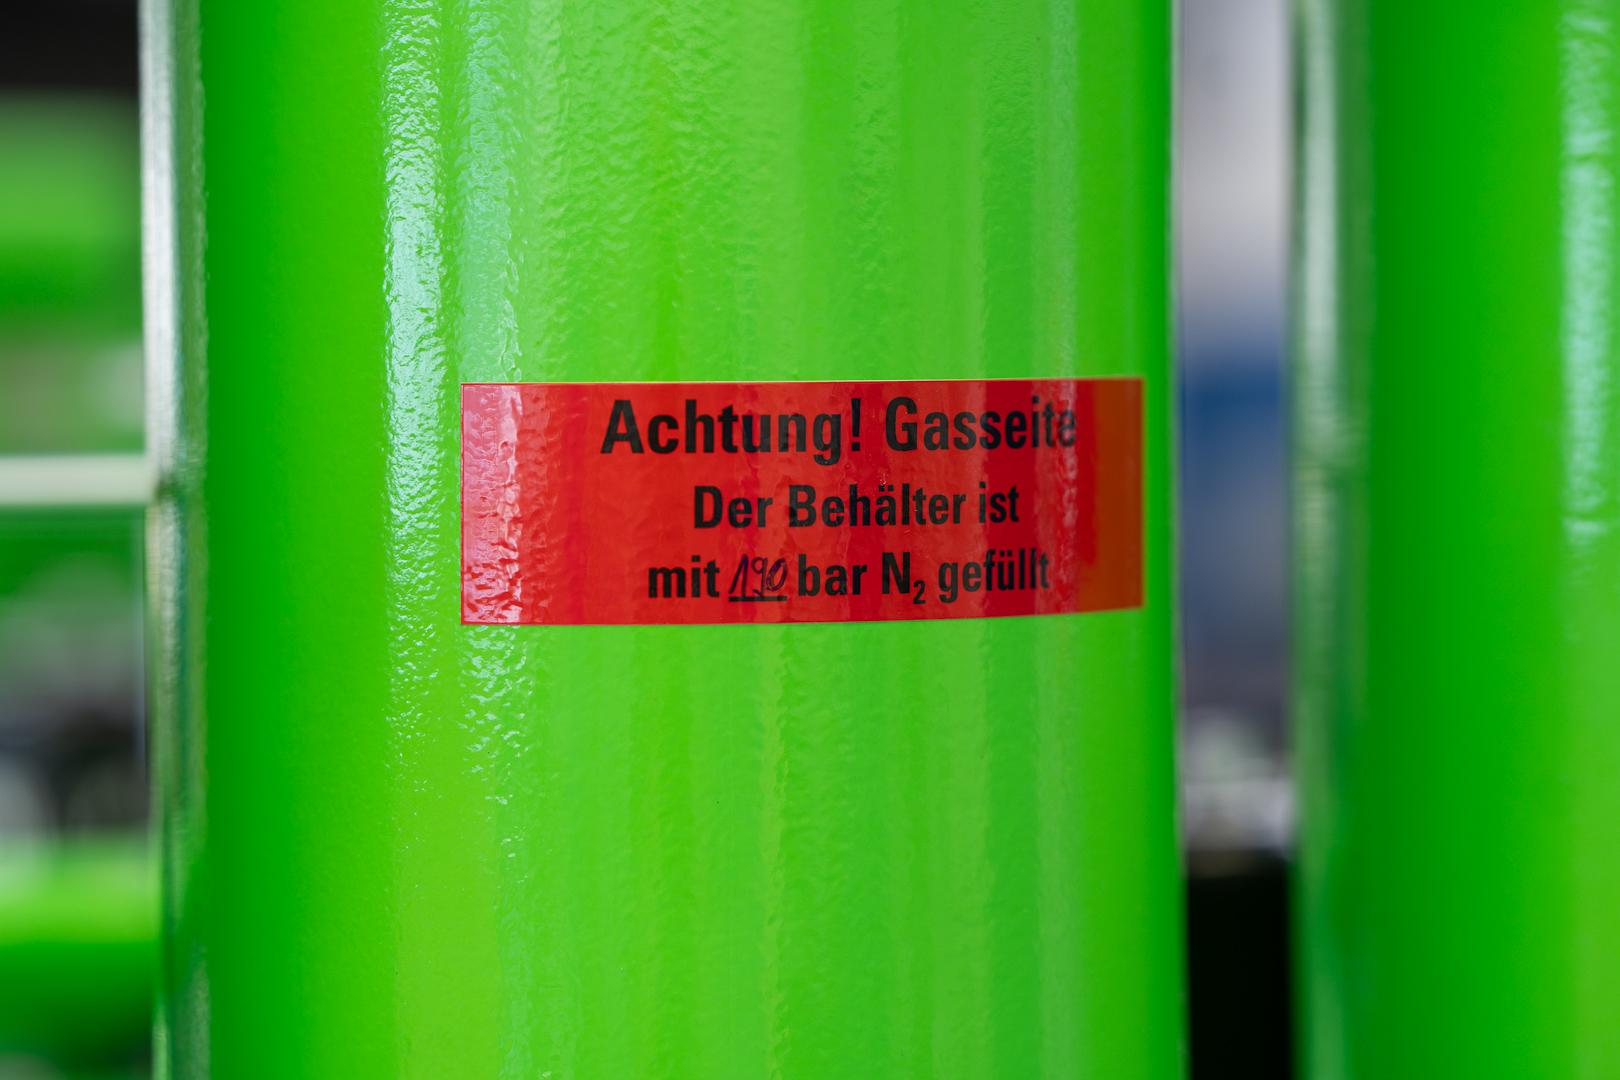 Achtung! Gasseite
Der Behälter ist
mit 190 bar N₂ gefüllt